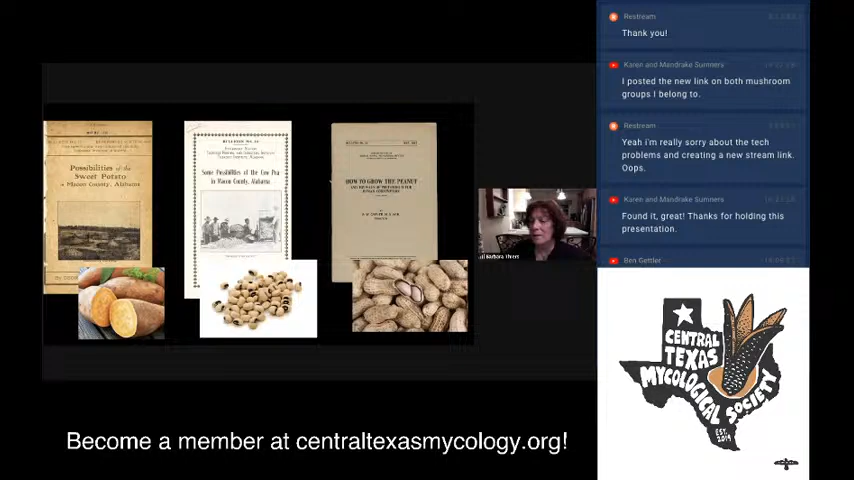 Possibilities of the
Sweet Potato
in Macon County, Alabama
Some Possibilities of the Cow Pea
in Macon County, Alabama
HOW TO GROW THE PEANUT
Barbara Thiers
Become a member at centraltexasmycology.org!
Restream
Thank you!
Karen and Mandrake Sumners
I posted the new link on both mushroom
groups I belong to.
Restream
Yeah i'm really sorry about the tech
problems and creating a new stream link.
Oops.
Karen and Mandrake Sumners
Found it, great! Thanks for holding this
presentation.
Ben Gettler
CENTRAL
TEXAS
MYCOLOGICAL SOCIETY
EST.
2019